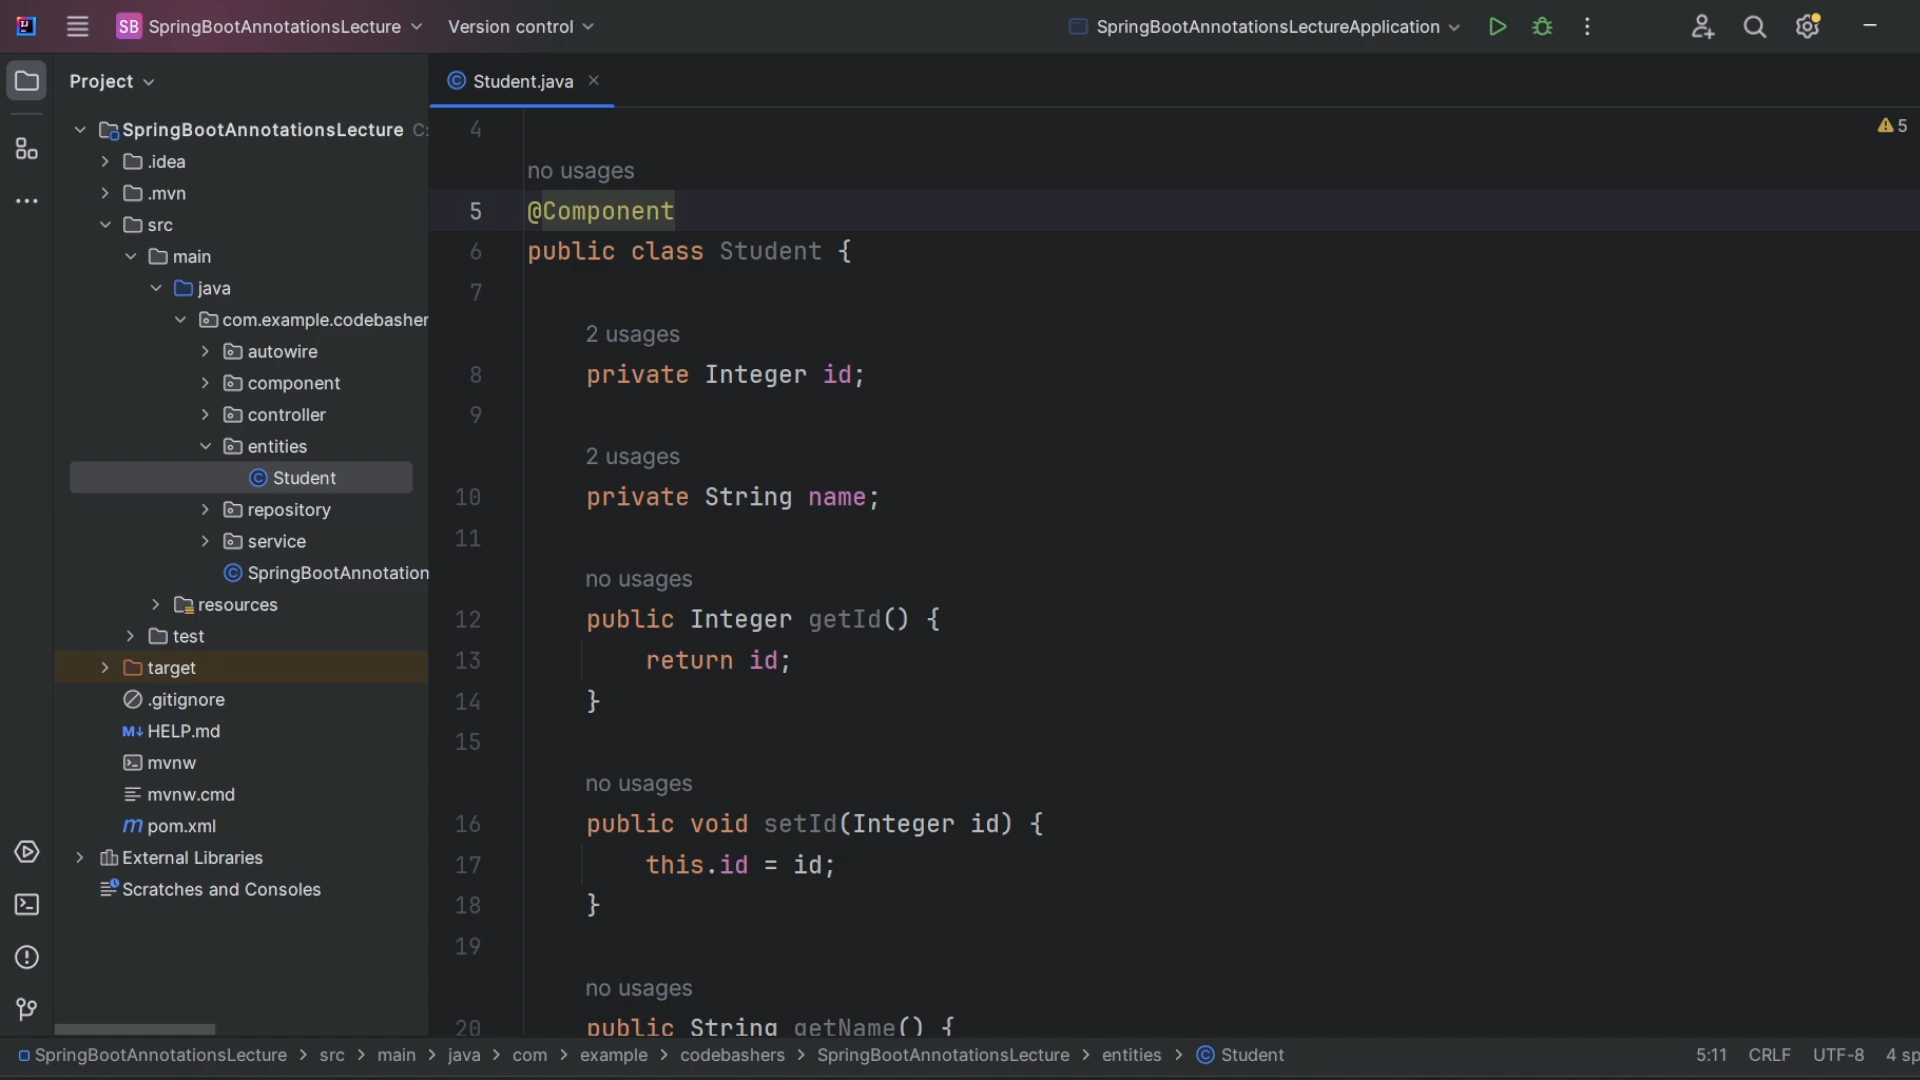 SB SpringBootAnnotationsLecture Version control SpringBootAnnotationsLectureApplication
Project
SpringBootAnnotationsLecture C:
.idea
.mvn
src
main
java
com.example.codebasher
autowire
component
controller
entities
Student
repository
service
SpringBootAnnotation
resources
test
target
.gitignore
M↓ HELP.md
mvnw
mvnw.cmd
m pom.xml
External Libraries
Scratches and Consoles
Student.java
5
4
no usages
5 @Component
6 public class Student {
7
2 usages
8 private Integer id;
9
2 usages
10 private String name;
11
no usages
12 public Integer getId() {
13 return id;
14 }
15
no usages
16 public void setId(Integer id) {
17 this.id = id;
18 }
19
no usages
20 public String getName() {
SpringBootAnnotationsLecture > src > main > java > com > example > codebashers > SpringBootAnnotationsLecture > entities > Student 5:11 CRLF UTF-8 4 sp